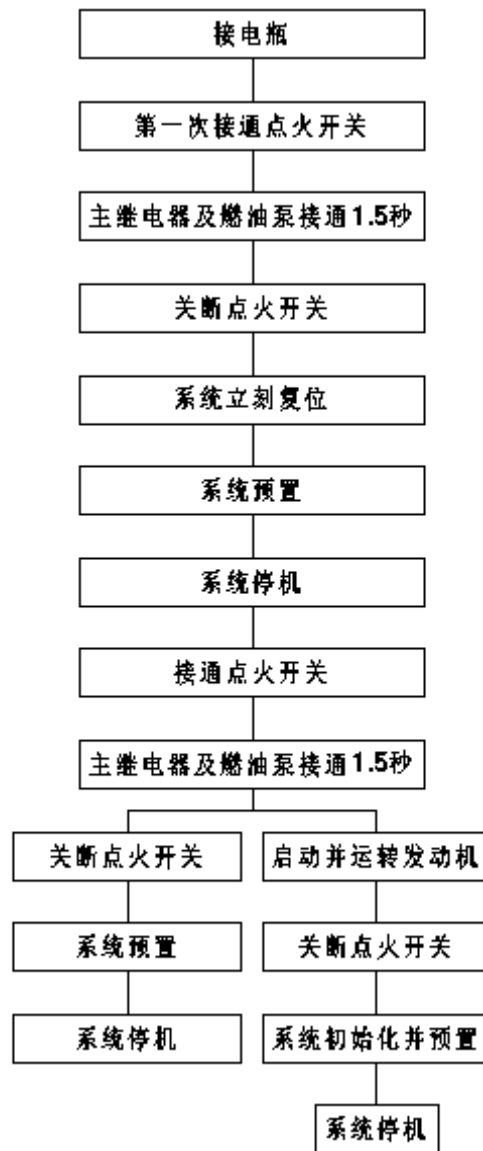 接电瓶
第一次接通点火开关
主继电器及燃油泵接通1.5秒
关断点火开关
系统立刻复位
系统预置
系统停机
接通点火开关
主继电器及燃油泵接通1.5秒
关断点火开关
启动并运转发动机
系统预置
关断点火开关
系统停机
系统初始化并预置
系统停机